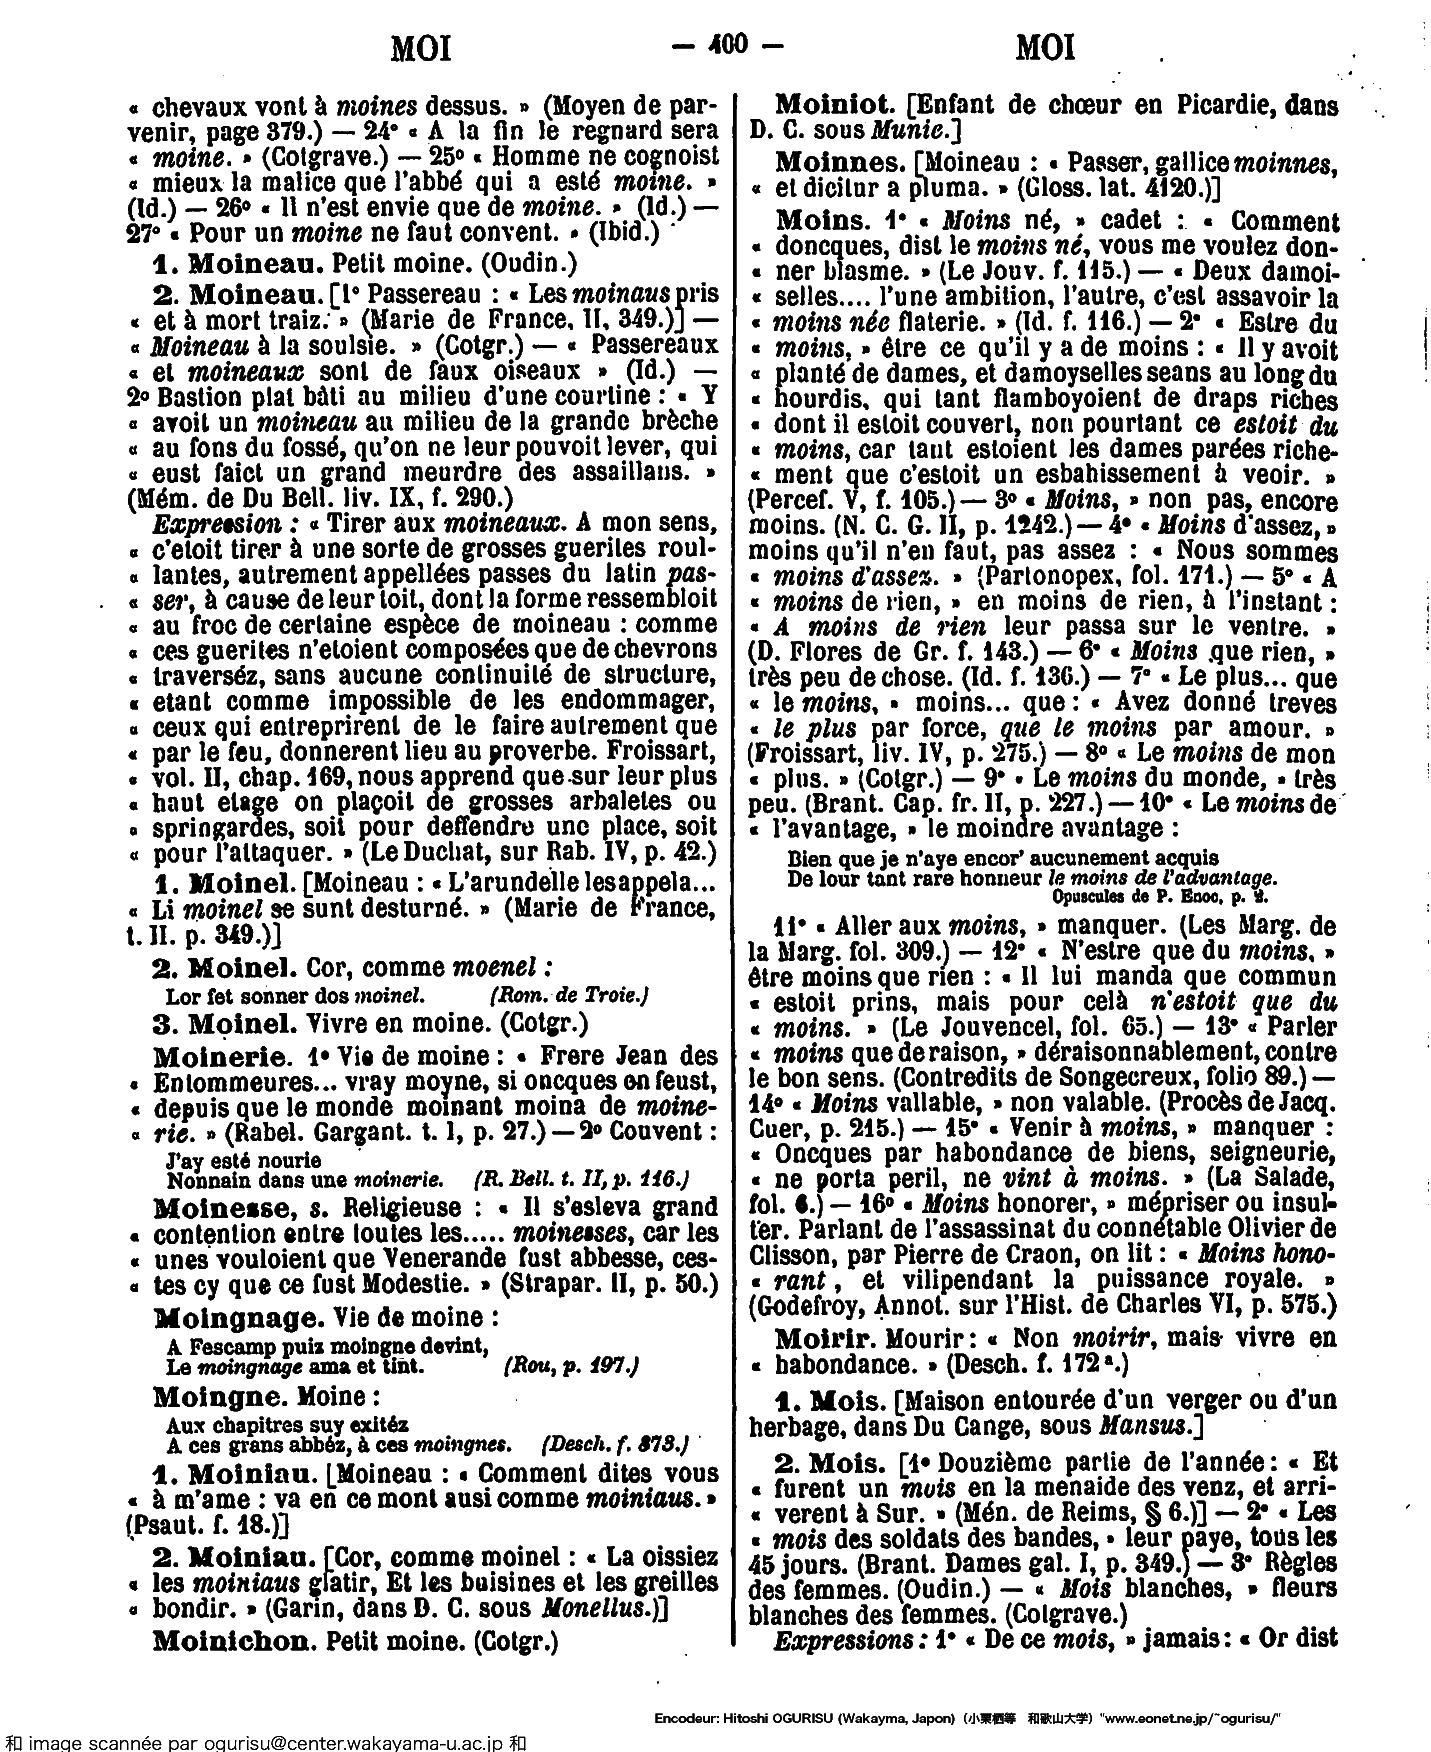 MOI — 400 — MOI
« chevaux vont à moines dessus. » (Moyen de par-
venir, page 379.) — 24° « A la fin le regnard sera
« moine. » (Cotgrave.) — 25° « Homme ne cognoist
« mieux la malice que l'abbé qui a esté moine. »
(Id.) — 26° « Il n'est envie que de moine. » (Id.) —
27° « Pour un moine ne faut convent. » (Ibid.)
1. Moineau. Petit moine. (Oudin.)
2. Moineau. [1° Passereau : « Les moinaus pris
« et à mort traiz. » (Marie de France, II, 349.)] —
« Moineau à la soulsie. » (Cotgr.) — « Passereaux
« et moineaux sont de faux oiseaux » (Id.) —
2° Bastion plat bâti au milieu d'une courtine : « Y
« avoit un moineau au milieu de la grande brèche
« au fons du fossé, qu'on ne leur pouvoit lever, qui
« eust faict un grand meurdre des assaillans. »
(Mém. de Du Bell. liv. IX, f. 290.)
Expression : « Tirer aux moineaux. A mon sens,
« c'etoit tirer à une sorte de grosses guerites roul-
« lantes, autrement appellées passes du latin pas-
« ser, à cause de leur toit, dont la forme ressembloit
« au froc de certaine espèce de moineau : comme
« ces guerites n'etoient composées que de chevrons
« traverséz, sans aucune continuité de structure,
« etant comme impossible de les endommager,
« ceux qui entreprirent de le faire autrement que
« par le feu, donnerent lieu au proverbe. Froissart,
« vol. II, chap. 169, nous apprend que sur leur plus
« haut etage on plaçoit de grosses arbaletes ou
« springardes, soit pour deffendre une place, soit
« pour l'attaquer. » (Le Duchat, sur Rab. IV, p. 42.)
1. Moinel. [Moineau : « L'arundelle les appela...
« Li moinel se sunt desturné. » (Marie de France,
t. II. p. 349.)]
2. Moinel. Cor, comme moenel :
Lor fet sonner dos moinel. (Rom. de Troie.)
3. Moinel. Vivre en moine. (Cotgr.)
Moinerie. 1° Vie de moine : « Frere Jean des
« Entommeures... vray moyne, si oncques en feust,
« depuis que le monde moinant moina de moine-
« rie. » (Rabel. Gargant. t. I, p. 27.) — 2° Couvent :
J'ay esté nourie
Nonnain dans une moinerie. (R. Bell. t. II, p. 116.)
Moinesse, s. Religieuse : « Il s'esleva grand
« contention entre toutes les..... moinesses, car les
« unes vouloient que Venerande fust abbesse, ces-
« tes cy que ce fust Modestie. » (Strapar. II, p. 50.)
Moingnage. Vie de moine :
A Fescamp puiz moingne devint,
Le moingnage ama et tint. (Rou, p. 197.)
Moingne. Moine :
Aux chapitres suy exitéz
A ces grans abbéz, à ces moingnes. (Desch. f. 373.)
1. Moiniau. [Moineau : « Comment dites vous
« à m'ame : va en ce mont ausi comme moiniaus. »
(Psaut. f. 18.)]
2. Moiniau. [Cor, comme moinel : « La oissiez
« les moiniaus glatir, Et les buisines et les greilles
« bondir. » (Garin, dans D. C. sous Monellus.)]
Moinichon. Petit moine. (Cotgr.)
Moiniot. [Enfant de chœur en Picardie, dans
D. C. sous Munie.]
Moinnes. [Moineau : « Passer, gallice moinnes,
« et dicitur a pluma. » (Gloss. lat. 4120.)]
Moins. 1° « Moins né, » cadet : « Comment
« doncques, dist le moins né, vous me voulez don-
« ner blasme. » (Le Jouv. f. 115.) — « Deux damoi-
« selles.... l'une ambition, l'autre, c'est assavoir la
« moins née flaterie. » (Id. f. 116.) — 2° « Estre du
« moins, » être ce qu'il y a de moins : « Il y avoit
« planté de dames, et damoyselles seans au long du
« hourdis, qui tant flamboyoient de draps riches
« dont il estoit couvert, non pourtant ce estoit du
« moins, car tant estoient les dames parées riche-
« ment que c'estoit un esbahissement à veoir. »
(Percef. V, f. 105.) — 3° « Moins, » non pas, encore
moins. (N. C. G. II, p. 1242.) — 4° « Moins d'assez, »
moins qu'il n'en faut, pas assez : « Nous sommes
« moins d'assez. » (Partonopex, fol. 171.) — 5° « A
« moins de rien, » en moins de rien, à l'instant :
« A moins de rien leur passa sur le ventre. »
(D. Flores de Gr. f. 143.) — 6° « Moins que rien, »
très peu de chose. (Id. f. 136.) — 7° « Le plus... que
« le moins, » moins... que : « Avez donné treves
« le plus par force, que le moins par amour. »
(Froissart, liv. IV, p. 275.) — 8° « Le moins de mon
« plus. » (Cotgr.) — 9° « Le moins du monde, » très
peu. (Brant. Cap. fr. II, p. 227.) — 10° « Le moins de
« l'avantage, » le moindre avantage :
Bien que je n'aye encor' aucunement acquis
De lour tant rare honneur le moins de l'advantage.
Opuscules de P. Enoc, p. 2.
11° « Aller aux moins, » manquer. (Les Marg. de
la Marg. fol. 309.) — 12° « N'estre que du moins, »
être moins que rien : « Il lui manda que commun
« estoit prins, mais pour celà n'estoit que du
« moins. » (Le Jouvencel, fol. 65.) — 13° « Parler
« moins que de raison, » déraisonnablement, contre
le bon sens. (Contredits de Songecreux, folio 89.) —
14° « Moins vallable, » non valable. (Procès de Jacq.
Cuer, p. 215.) — 15° « Venir à moins, » manquer :
« Oncques par habondance de biens, seigneurie,
« ne porta peril, ne vint à moins. » (La Salade,
fol. 6.) — 16° « Moins honorer, » mépriser ou insul-
ter. Parlant de l'assassinat du connétable Olivier de
Clisson, par Pierre de Craon, on lit : « Moins hono-
« rant, et vilipendant la puissance royale. »
(Godefroy, Annot. sur l'Hist. de Charles VI, p. 575.)
Moirir. Mourir : « Non moirir, mais vivre en
« habondance. » (Desch. f. 172 a.)
1. Mois. [Maison entourée d'un verger ou d'un
herbage, dans Du Cange, sous Mansus.]
2. Mois. [1° Douzième partie de l'année : « Et
« furent un mois en la menaide des venz, et arri-
« verent à Sur. » (Mén. de Reims, § 6.)] — 2° « Les
« mois des soldats des bandes, » leur paye, tous les
45 jours. (Brant. Dames gal. I, p. 349.) — 3° Règles
des femmes. (Oudin.) — « Mois blanches, » fleurs
blanches des femmes. (Cotgrave.)
Expressions : 1° « De ce mois, » jamais : « Or dist
Encodeur: Hitoshi OGURISU (Wakayma, Japon) (小栗栖等 和歌山大学) "www.eonet.ne.jp/~ogurisu/"
和 image scannée par ogurisu@center.wakayama-u.ac.jp 和